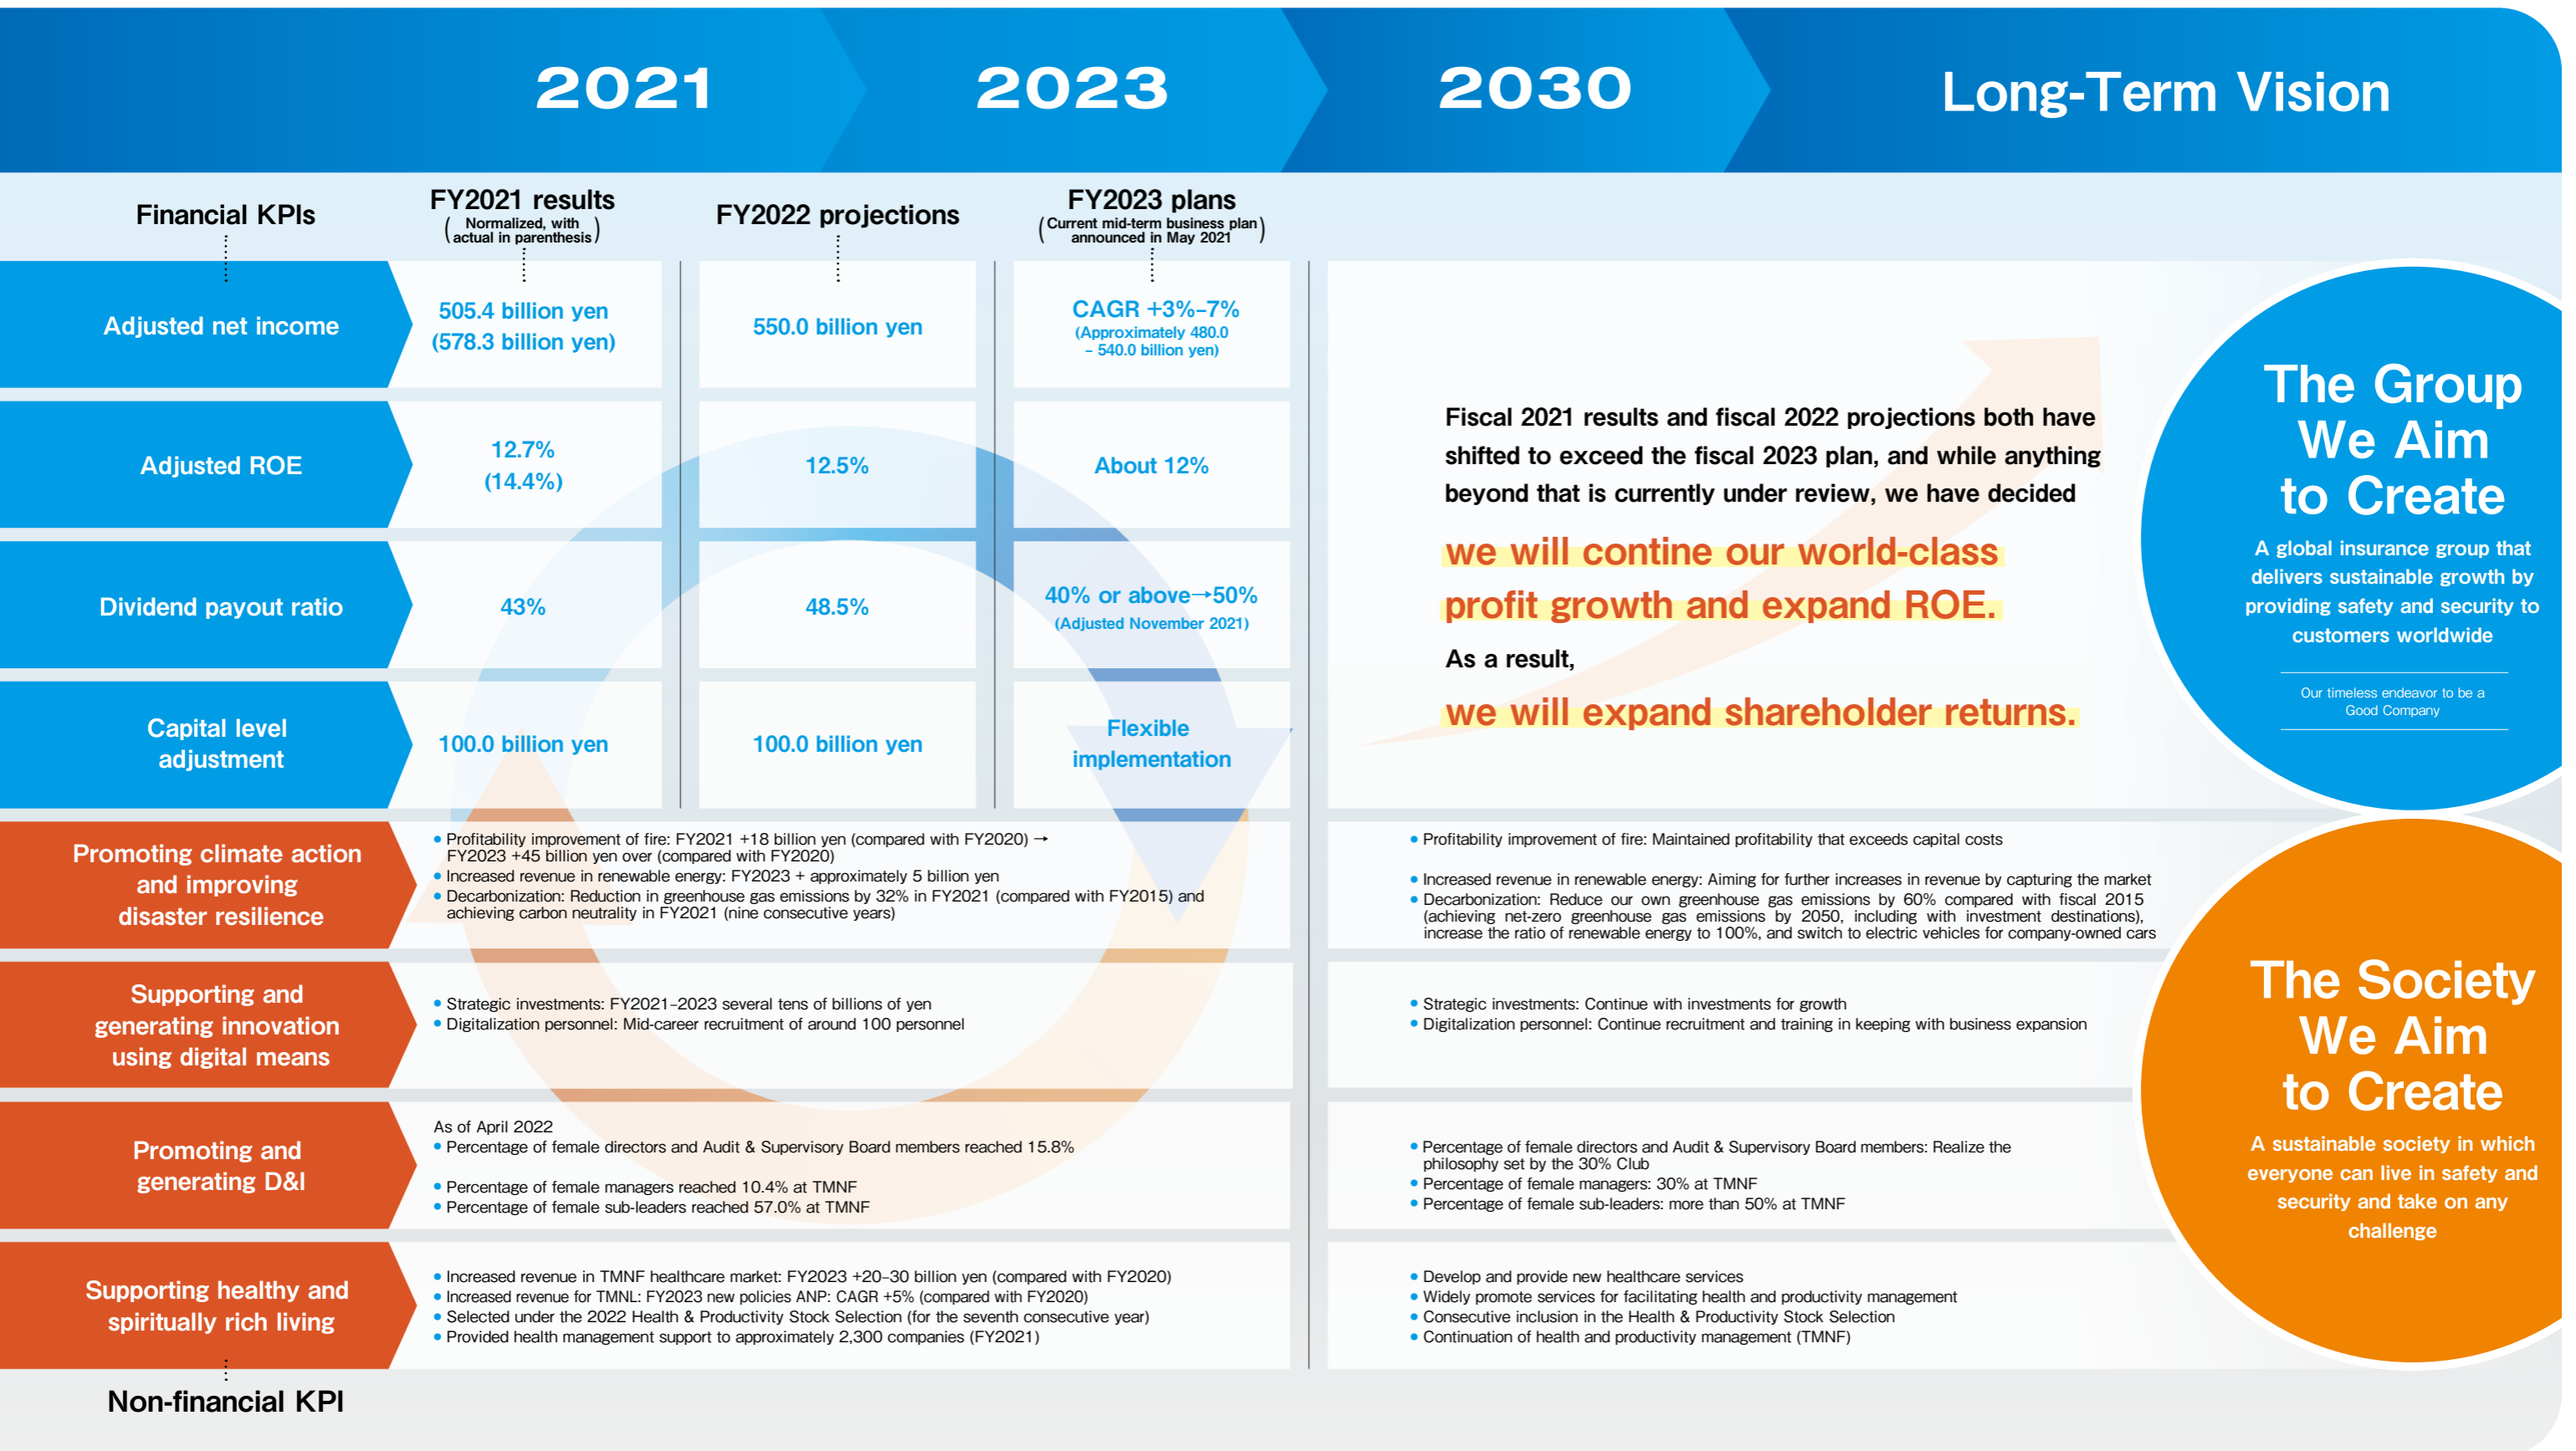 2021
2023
2030
Long-Term Vision
Financial KPIs
FY2021 results
(Normalized, with
actual in parenthesis)
FY2022 projections
FY2023 plans
(Current mid-term business plan
announced in May 2021)
Adjusted net income
505.4 billion yen
(578.3 billion yen)
550.0 billion yen
CAGR +3%–7%
(Approximately 480.0
– 540.0 billion yen)
Adjusted ROE
12.7%
(14.4%)
12.5%
About 12%
Dividend payout ratio
43%
48.5%
40% or above→50%
(Adjusted November 2021)
Capital level
adjustment
100.0 billion yen
100.0 billion yen
Flexible
implementation
Fiscal 2021 results and fiscal 2022 projections both have
shifted to exceed the fiscal 2023 plan, and while anything
beyond that is currently under review, we have decided
we will contine our world-class
profit growth and expand ROE.
As a result,
we will expand shareholder returns.
The Group
We Aim
to Create
A global insurance group that
delivers sustainable growth by
providing safety and security to
customers worldwide
Our timeless endeavor to be a
Good Company
Promoting climate action
and improving
disaster resilience
• Profitability improvement of fire: FY2021 +18 billion yen (compared with FY2020) →
FY2023 +45 billion yen over (compared with FY2020)
• Increased revenue in renewable energy: FY2023 + approximately 5 billion yen
• Decarbonization: Reduction in greenhouse gas emissions by 32% in FY2021 (compared with FY2015) and
achieving carbon neutrality in FY2021 (nine consecutive years)
• Profitability improvement of fire: Maintained profitability that exceeds capital costs
• Increased revenue in renewable energy: Aiming for further increases in revenue by capturing the market
• Decarbonization: Reduce our own greenhouse gas emissions by 60% compared with fiscal 2015
(achieving net-zero greenhouse gas emissions by 2050, including with investment destinations),
increase the ratio of renewable energy to 100%, and switch to electric vehicles for company-owned cars
Supporting and
generating innovation
using digital means
• Strategic investments: FY2021–2023 several tens of billions of yen
• Digitalization personnel: Mid-career recruitment of around 100 personnel
• Strategic investments: Continue with investments for growth
• Digitalization personnel: Continue recruitment and training in keeping with business expansion
Promoting and
generating D&I
As of April 2022
• Percentage of female directors and Audit & Supervisory Board members reached 15.8%
• Percentage of female managers reached 10.4% at TMNF
• Percentage of female sub-leaders reached 57.0% at TMNF
• Percentage of female directors and Audit & Supervisory Board members: Realize the
philosophy set by the 30% Club
• Percentage of female managers: 30% at TMNF
• Percentage of female sub-leaders: more than 50% at TMNF
The Society
We Aim
to Create
A sustainable society in which
everyone can live in safety and
security and take on any
challenge
Supporting healthy and
spiritually rich living
• Increased revenue in TMNF healthcare market: FY2023 +20–30 billion yen (compared with FY2020)
• Increased revenue for TMNL: FY2023 new policies ANP: CAGR +5% (compared with FY2020)
• Selected under the 2022 Health & Productivity Stock Selection (for the seventh consecutive year)
• Provided health management support to approximately 2,300 companies (FY2021)
• Develop and provide new healthcare services
• Widely promote services for facilitating health and productivity management
• Consecutive inclusion in the Health & Productivity Stock Selection
• Continuation of health and productivity management (TMNF)
Non-financial KPI